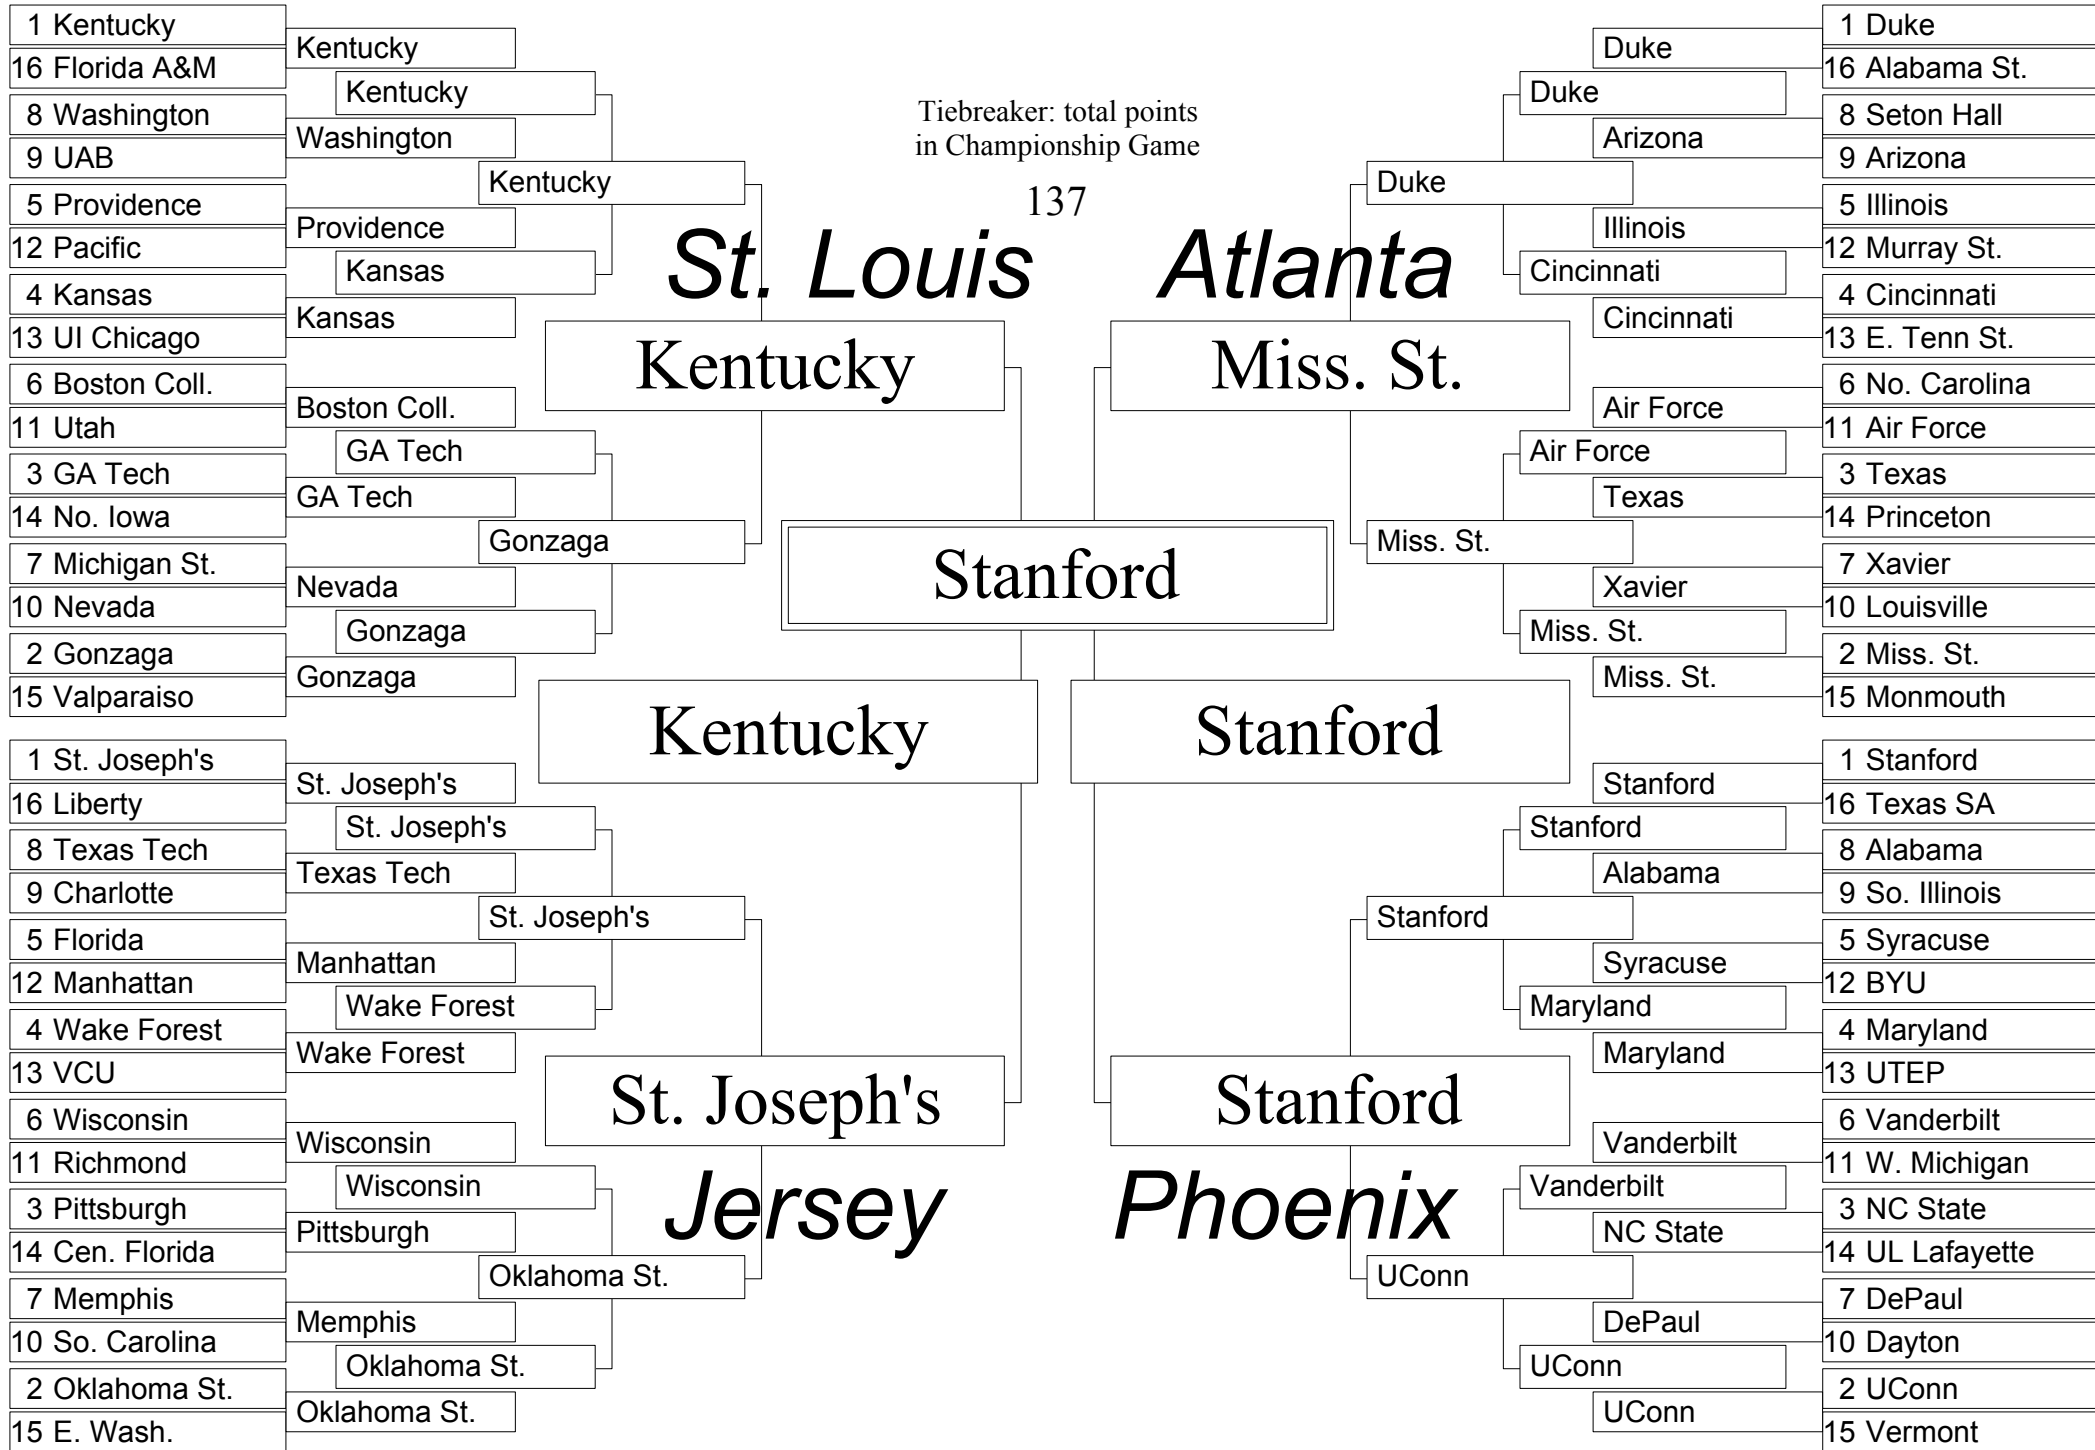 1 Kentucky
16 Florida A&M
8 Washington
9 UAB
5 Providence
12 Pacific
4 Kansas
13 UI Chicago
6 Boston Coll.
11 Utah
3 GA Tech
14 No. Iowa
7 Michigan St.
10 Nevada
2 Gonzaga
15 Valparaiso
Kentucky
Washington
Providence
Kansas
Boston Coll.
GA Tech
Nevada
Gonzaga
Kentucky
Kansas
GA Tech
Gonzaga
Kentucky
Gonzaga
St. Louis
Kentucky
1 St. Joseph's
16 Liberty
8 Texas Tech
9 Charlotte
5 Florida
12 Manhattan
4 Wake Forest
13 VCU
6 Wisconsin
11 Richmond
3 Pittsburgh
14 Cen. Florida
7 Memphis
10 So. Carolina
2 Oklahoma St.
15 E. Wash.
St. Joseph's
Texas Tech
Manhattan
Wake Forest
Wisconsin
Pittsburgh
Memphis
Oklahoma St.
St. Joseph's
Wake Forest
Wisconsin
Oklahoma St.
St. Joseph's
Oklahoma St.
St. Joseph's
Jersey
Tiebreaker: total points
in Championship Game
137
Stanford
Kentucky
Stanford
Atlanta
Miss. St.
Duke
Miss. St.
Duke
Cincinnati
Air Force
Miss. St.
Duke
Arizona
Illinois
Cincinnati
Air Force
Texas
Xavier
Miss. St.
1 Duke
16 Alabama St.
8 Seton Hall
9 Arizona
5 Illinois
12 Murray St.
4 Cincinnati
13 E. Tenn St.
6 No. Carolina
11 Air Force
3 Texas
14 Princeton
7 Xavier
10 Louisville
2 Miss. St.
15 Monmouth
Stanford
Phoenix
Stanford
UConn
Stanford
Maryland
Vanderbilt
UConn
Stanford
Alabama
Syracuse
Maryland
Vanderbilt
NC State
DePaul
UConn
1 Stanford
16 Texas SA
8 Alabama
9 So. Illinois
5 Syracuse
12 BYU
4 Maryland
13 UTEP
6 Vanderbilt
11 W. Michigan
3 NC State
14 UL Lafayette
7 DePaul
10 Dayton
2 UConn
15 Vermont